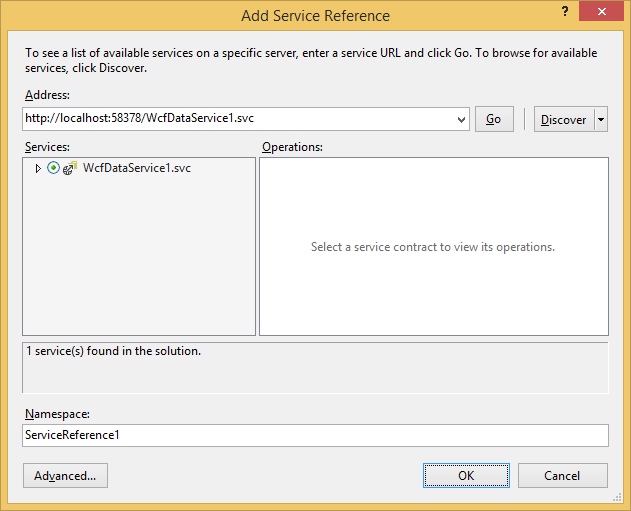 Add Service Reference
?
To see a list of available services on a specific server, enter a service URL and click Go. To browse for available
services, click Discover.
Address:
http://localhost:58378/WcfDataService1.svc
Go
Discover
Services:
Operations:
WcfDataService1.svc
Select a service contract to view its operations.
1 service(s) found in the solution.
Namespace:
ServiceReference1
Advanced...
OK
Cancel